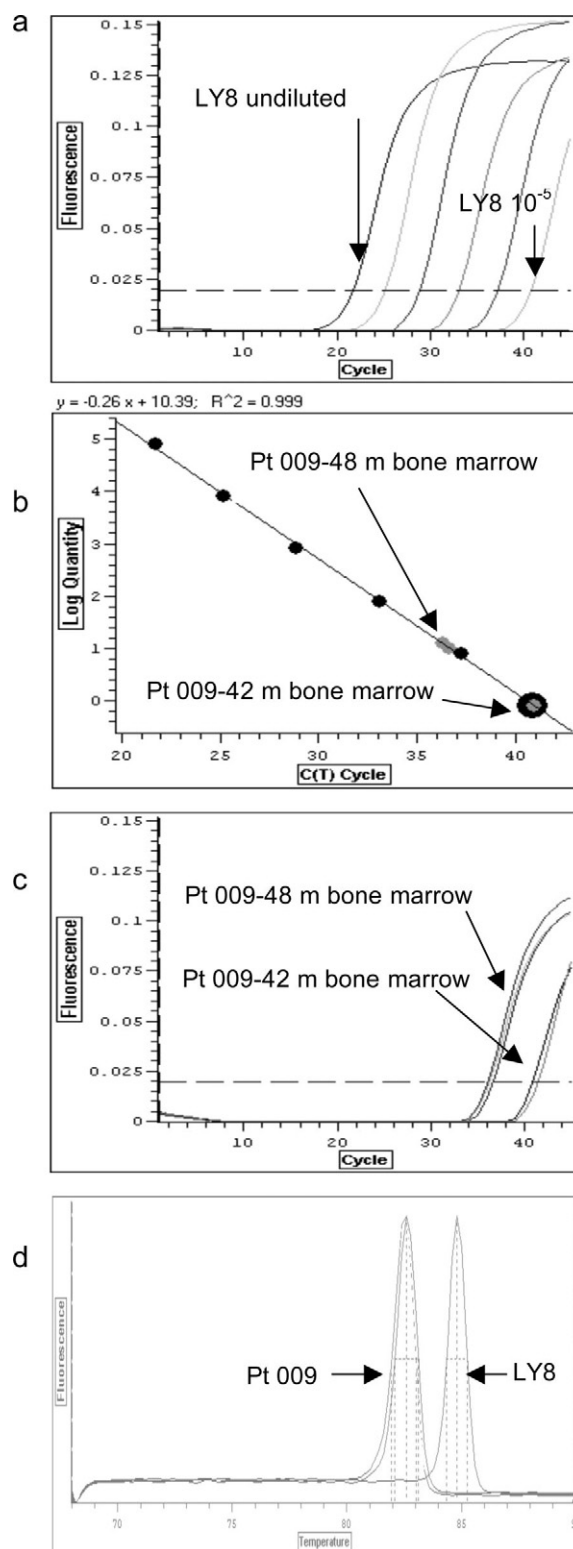 a
0.15
0.125
0.1
0.075
0.05
0.025
0
Fluorescence
LY8 undiluted
LY8 10⁻⁵
10 20 30 40
Cycle
y = -0.26 x + 10.39; R^2 = 0.999
b
5
4
3
2
1
0
Log Quantity
Pt 009-48 m bone marrow
Pt 009-42 m bone marrow
20 25 30 35 40
C(T) Cycle
c
0.15
0.125
0.1
0.075
0.05
0.025
0
Fluorescence
Pt 009-48 m bone marrow
Pt 009-42 m bone marrow
10 20 30 40
Cycle
d
Fluorescence
Pt 009
LY8
70 75 80 85
Temperature